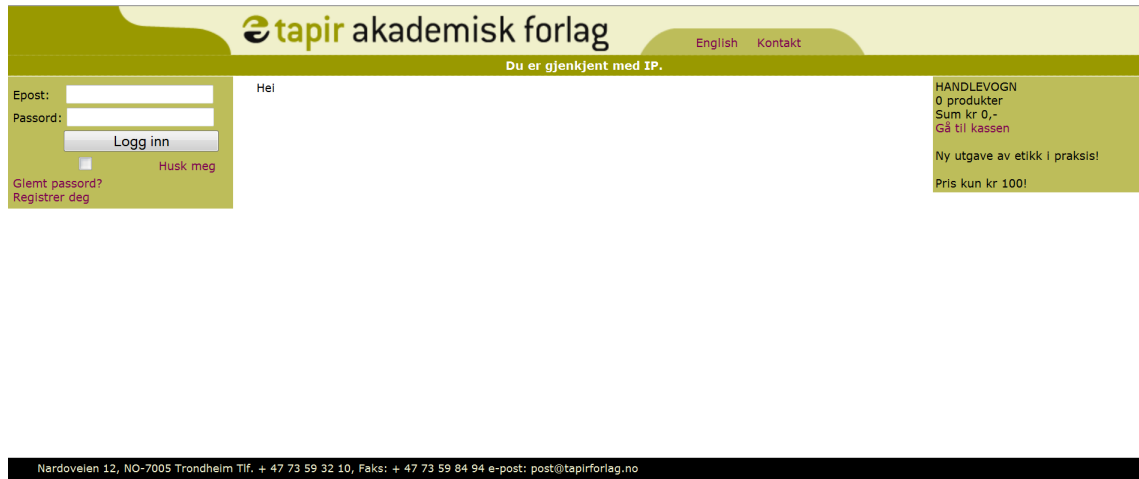 tapir akademisk forlag
English Kontakt
Du er gjenkjent med IP.
Epost:
Passord:
Logg inn
Husk meg
Glemt passord?
Registrer deg
Hei
HANDLEVOGN
0 produkter
Sum kr 0,-
Gå til kassen
Ny utgave av etikk i praksis!
Pris kun kr 100!
Nardoveien 12, NO-7005 Trondheim Tlf. + 47 73 59 32 10, Faks: + 47 73 59 84 94 e-post: post@tapirforlag.no